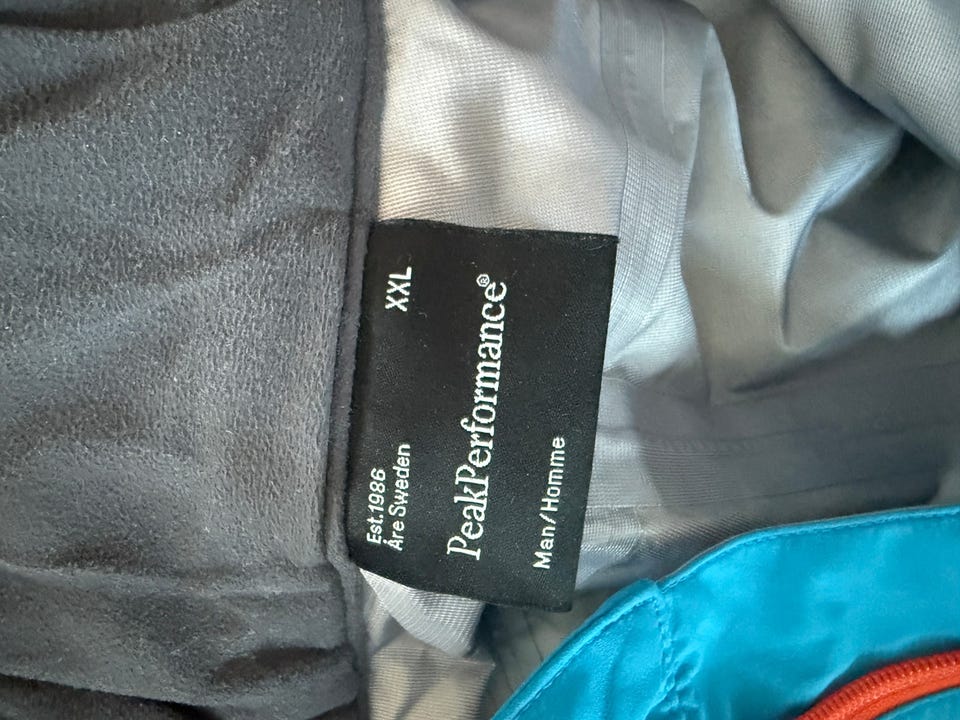 Est.1986
Åre Sweden
XXL
PeakPerformance®
Man/Homme